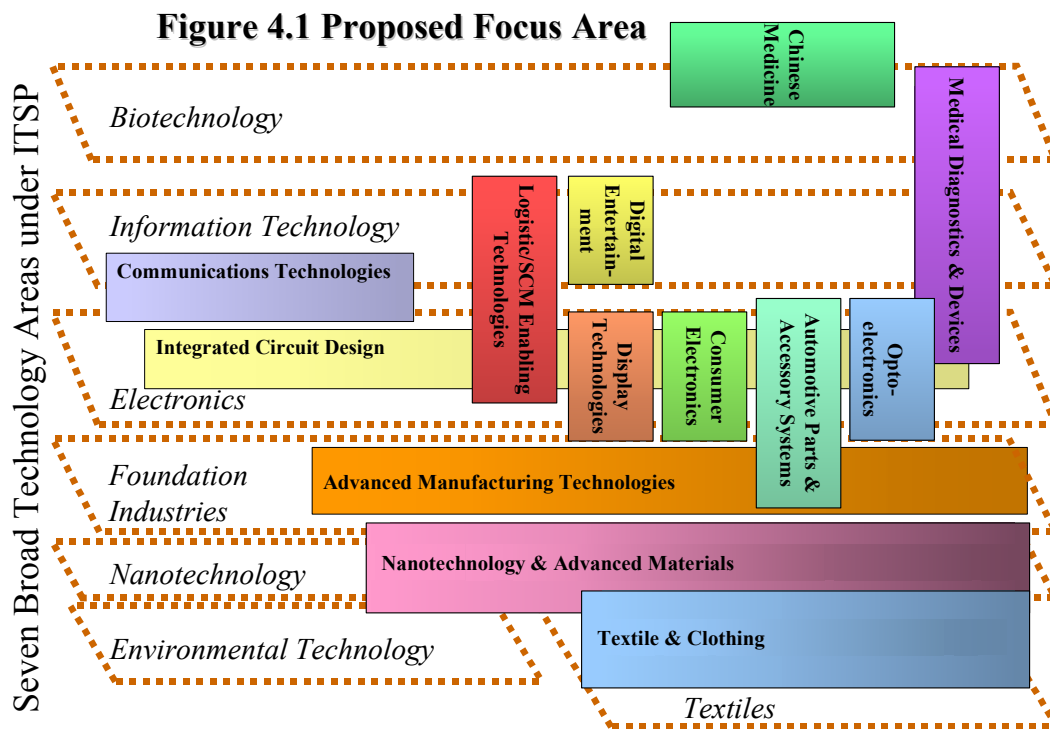 Figure 4.1 Proposed Focus Area
Seven Broad Technology Areas under ITSP
Chinese
Medicine
Biotechnology
Medical Diagnostics & Devices
Information Technology
Logistic/SCM Enabling
Technologies
Digital
Entertain-
ment
Communications Technologies
Integrated Circuit Design
Electronics
Display
Technologies
Consumer
Electronics
Automotive Parts &
Accessory Systems
Opto-
electronics
Foundation
Industries
Advanced Manufacturing Technologies
Nanotechnology
Nanotechnology & Advanced Materials
Environmental Technology
Textile & Clothing
Textiles